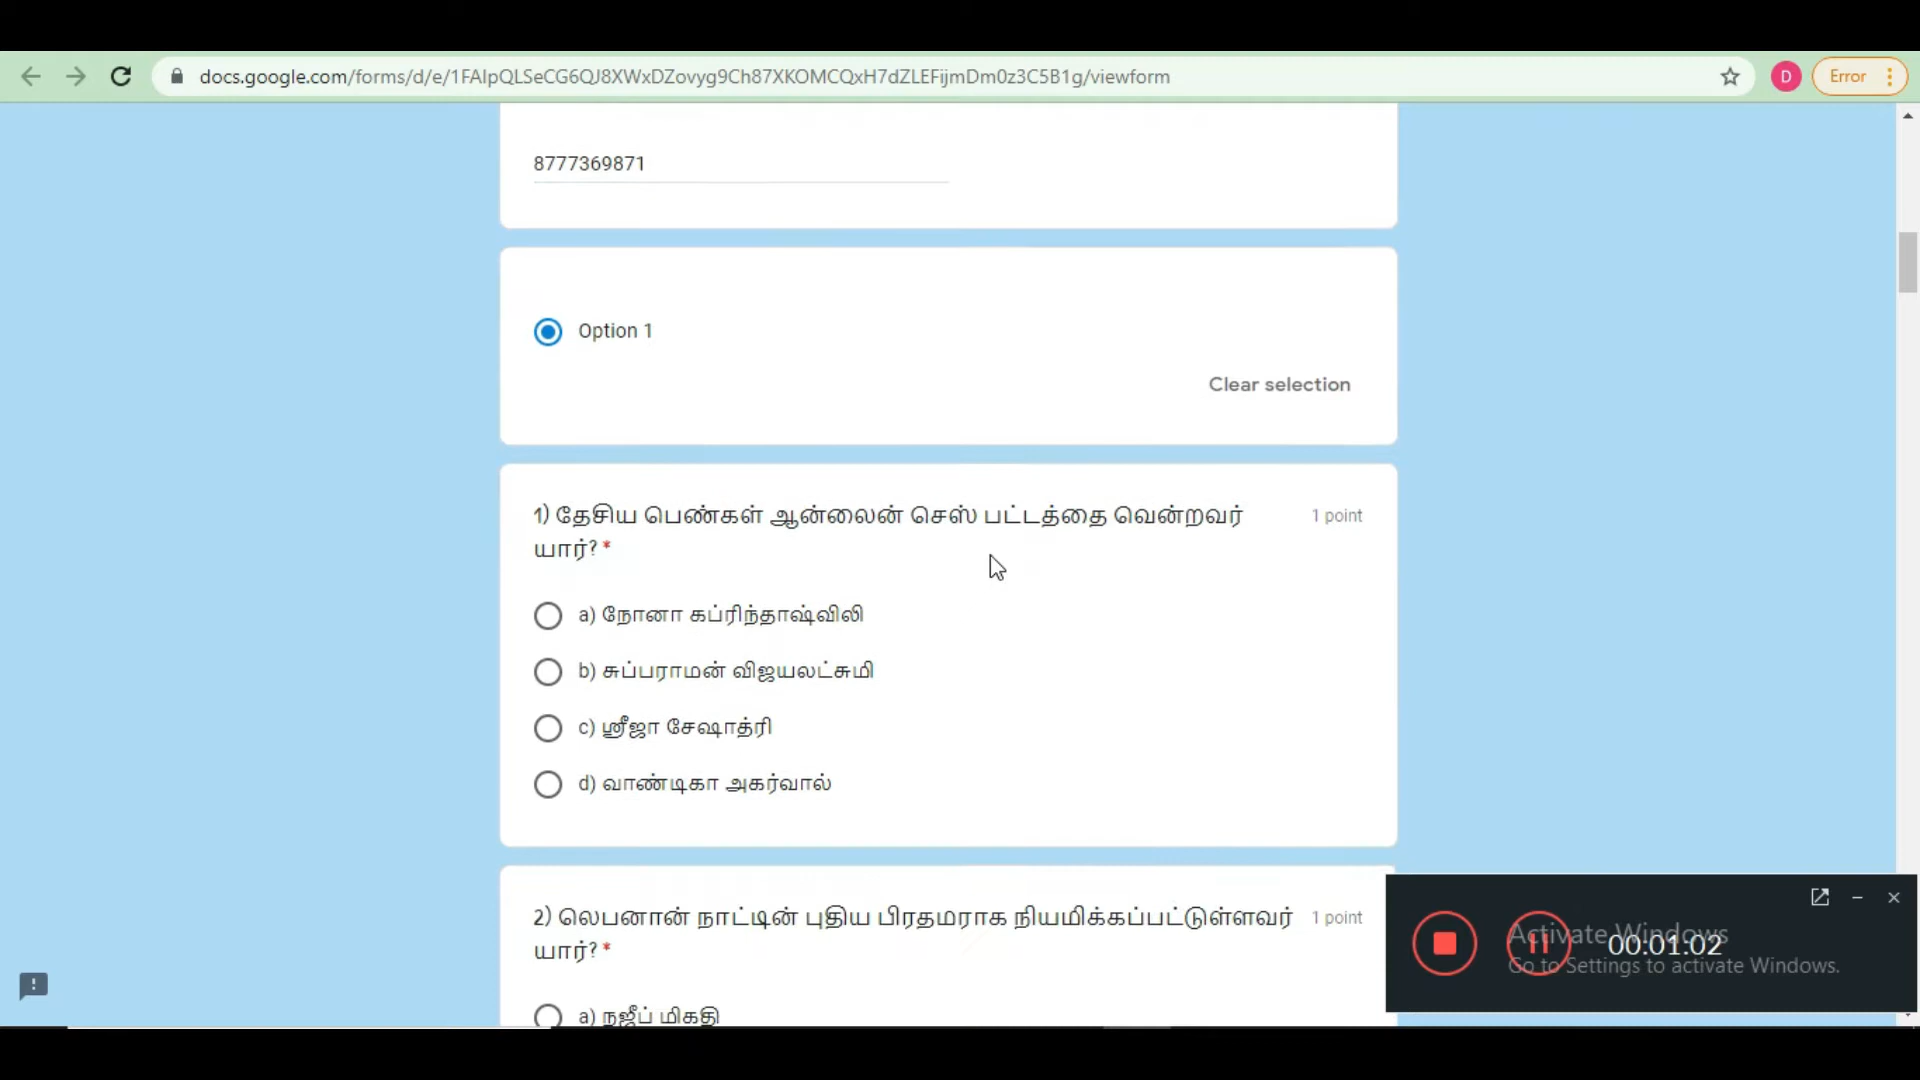 docs.google.com/forms/d/e/1FAIpQLSeCG6QJ8XWxDZovyg9Ch87XKOMCQxH7dZLEFijmDm0z3C5B1g/viewform
D
Error
8777369871
Option 1
Clear selection
1) தேசிய பெண்கள் ஆன்லைன் செஸ் பட்டத்தை வென்றவர் 1 point
யார்? *
a) நோனா கப்ரிந்தாஷ்விலி
b) சுப்பராமன் விஜயலட்சுமி
c) ஸ்ரீஜா சேஷாத்ரி
d) வாண்டிகா அகர்வால்
2) லெபனான் நாட்டின் புதிய பிரதமராக நியமிக்கப்பட்டுள்ளவர் 1 point
யார்? *
a) நஜீப் மிகதி
Activate Windows
00:01:02
Go to Settings to activate Windows.